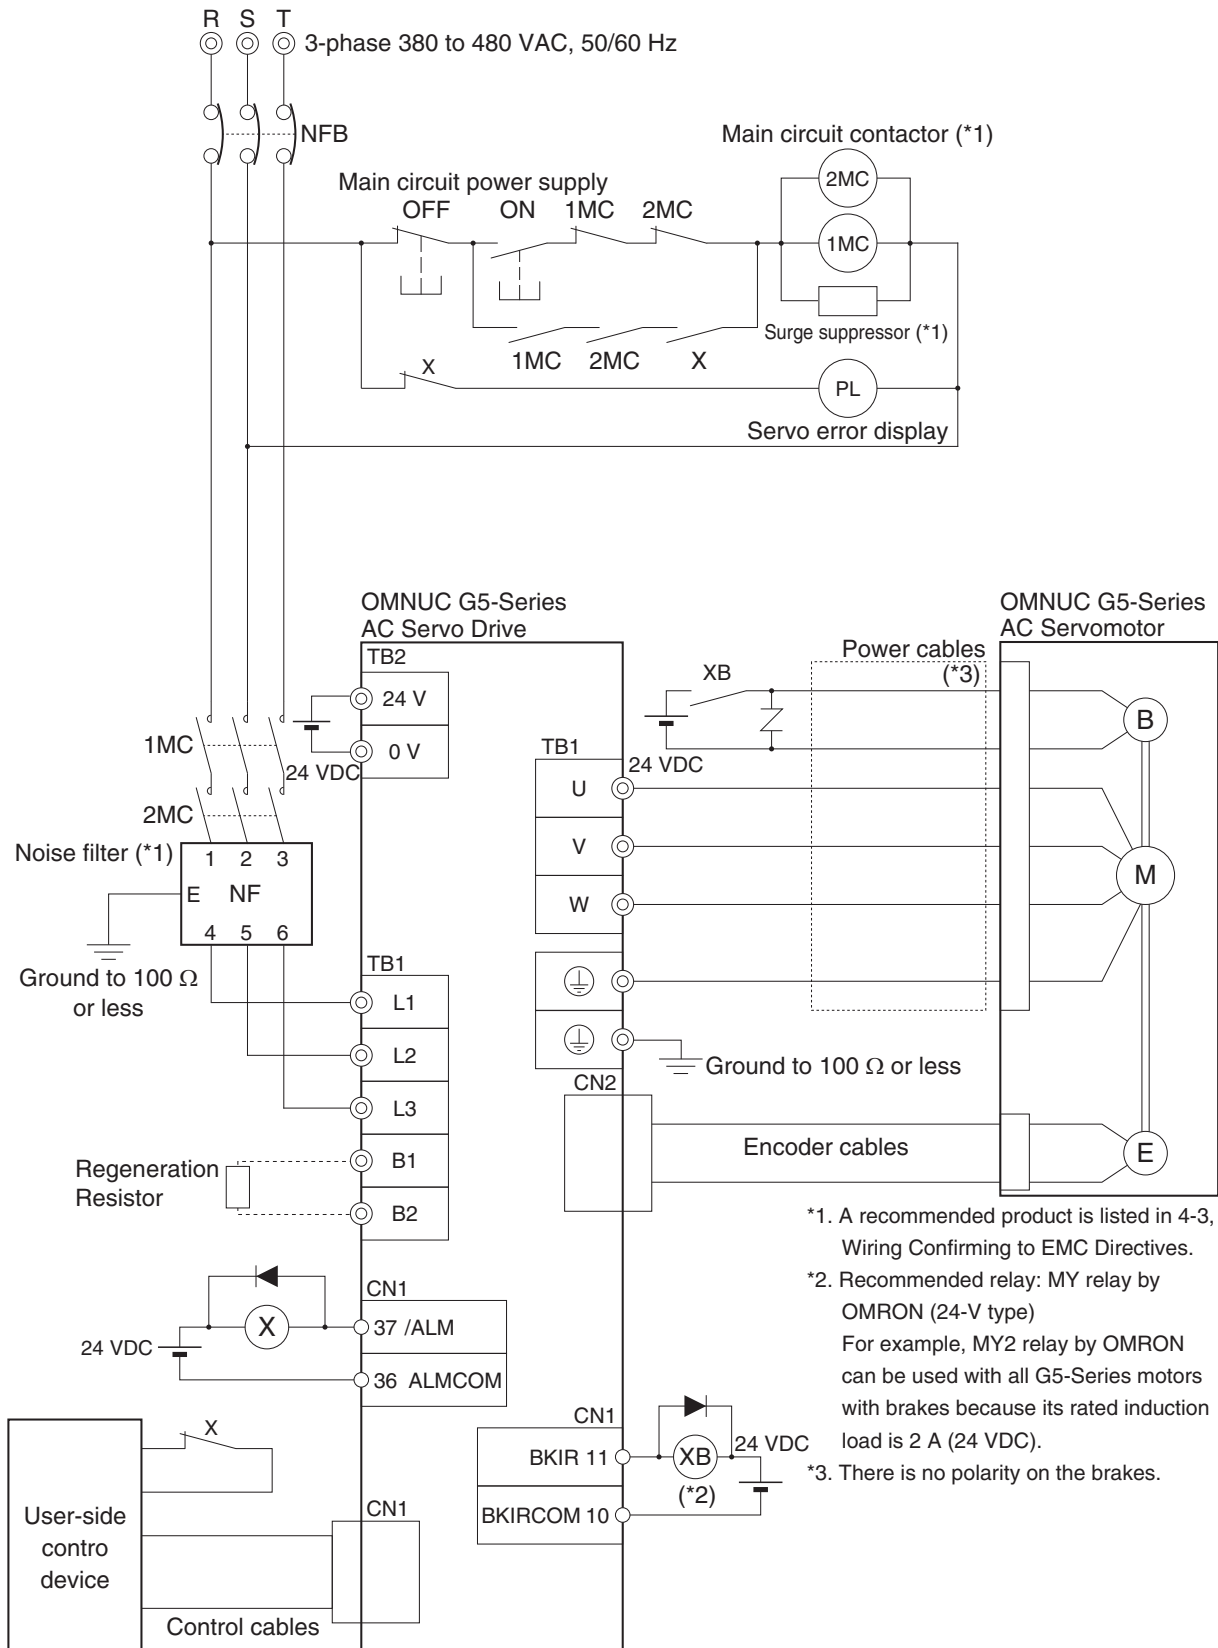 R S T
3-phase 380 to 480 VAC, 50/60 Hz
NFB
Main circuit contactor (*1)
2MC
Main circuit power supply
OFF ON 1MC 2MC
1MC
Surge suppressor (*1)
1MC 2MC X
X
PL
Servo error display
OMNUC G5-Series
AC Servo Drive
OMNUC G5-Series
AC Servomotor
TB2
24 V
0 V
24 VDC
1MC
2MC
Noise filter (*1)
1 2 3
E NF
4 5 6
Ground to 100 Ω
or less
XB
Power cables
(*3)
24 VDC
TB1
U
V
W
B
M
Ground to 100 Ω or less
TB1
L1
L2
L3
B1
B2
Regeneration
Resistor
CN2
Encoder cables
E
*1. A recommended product is listed in 4-3,
Wiring Confirming to EMC Directives.
*2. Recommended relay: MY relay by
OMRON (24-V type)
For example, MY2 relay by OMRON
can be used with all G5-Series motors
with brakes because its rated induction
load is 2 A (24 VDC).
*3. There is no polarity on the brakes.
CN1
X
37 /ALM
24 VDC
36 ALMCOM
CN1
BKIR 11
XB
24 VDC
(*2)
BKIRCOM 10
X
User-side
contro
device
CN1
Control cables